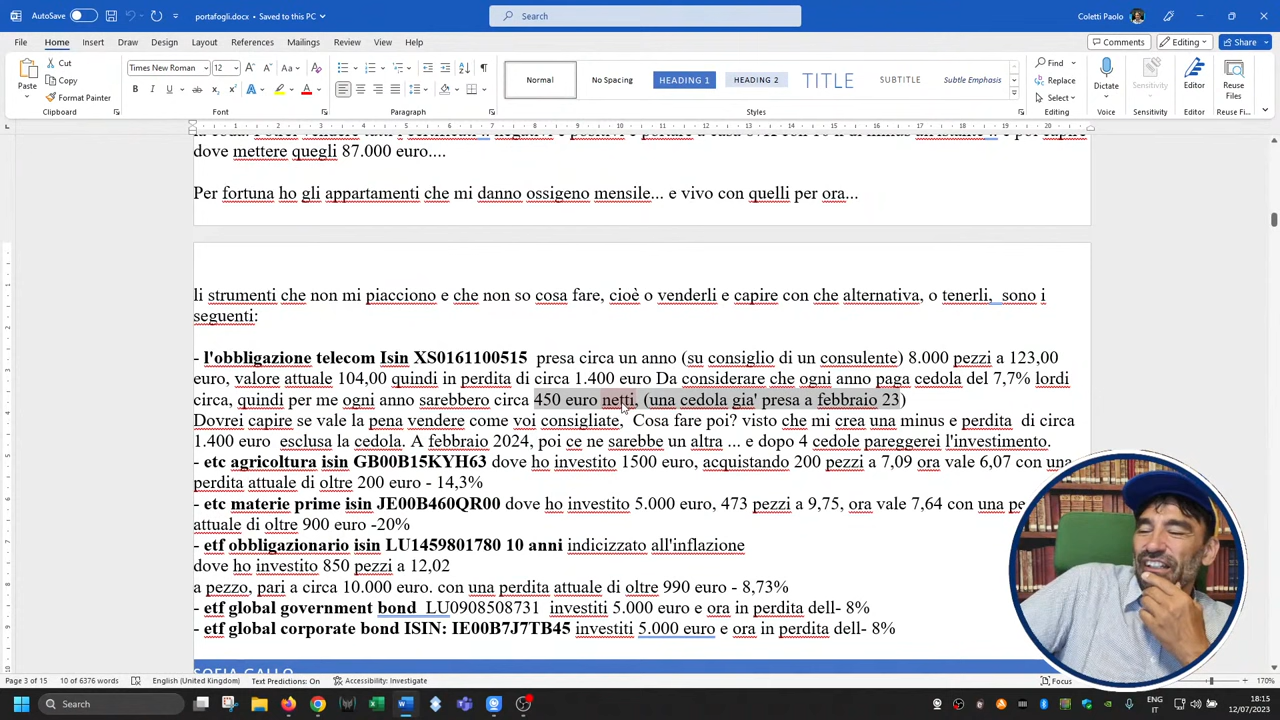 AutoSave Off portafogli.docx • Saved to this PC Search Coletti Paolo
File Home Insert Draw Design Layout References Mailings Review View Help Comments Editing Share
Cut Find
Copy Replace
Format Painter Select
Paste
Times New Roman 12
Normal No Spacing HEADING 1 HEADING 2 TITLE SUBTITLE Subtle Emphasis
Dictate Sensitivity Editor Reuse Files
Clipboard Font Paragraph Styles Editing Voice Sensitivity Editor Reuse Files
dove mettere quegli 87.000 euro....
Per fortuna ho gli appartamenti che mi danno ossigeno mensile... e vivo con quelli per ora...
li strumenti che non mi piacciono e che non so cosa fare, cioè o venderli e capire con che alternativa, o tenerli, sono i
seguenti:
- l'obbligazione telecom Isin XS0161100515 presa circa un anno (su consiglio di un consulente) 8.000 pezzi a 123,00
euro, valore attuale 104,00 quindi in perdita di circa 1.400 euro Da considerare che ogni anno paga cedola del 7,7% lordi
circa, quindi per me ogni anno sarebbero circa 450 euro netti, (una cedola gia' presa a febbraio 23)
Dovrei capire se vale la pena vendere come voi consigliate, Cosa fare poi? visto che mi crea una minus e perdita di circa
1.400 euro esclusa la cedola. A febbraio 2024, poi ce ne sarebbe un altra ... e dopo 4 cedole pareggerei l'investimento.
- etc agricoltura isin GB00B15KYH63 dove ho investito 1500 euro, acquistando 200 pezzi a 7,09 ora vale 6,07 con una
perdita attuale di oltre 200 euro - 14,3%
- etc materie prime isin JE00B460QR00 dove ho investito 5.000 euro, 473 pezzi a 9,75, ora vale 7,64 con una pe
attuale di oltre 900 euro -20%
- etf obbligazionario isin LU1459801780 10 anni indicizzato all'inflazione
dove ho investito 850 pezzi a 12,02
a pezzo, pari a circa 10.000 euro. con una perdita attuale di oltre 990 euro - 8,73%
- etf global government bond LU0908508731 investiti 5.000 euro e ora in perdita dell- 8%
- etf global corporate bond ISIN: IE00B7J7TB45 investiti 5.000 euro e ora in perdita dell- 8%
SOFIA GALLO
Page 3 of 15 10 of 6376 words Text Predictions: On Accessibility: Investigate Focus 170%
Search ENG IT 18:15 12/07/2023